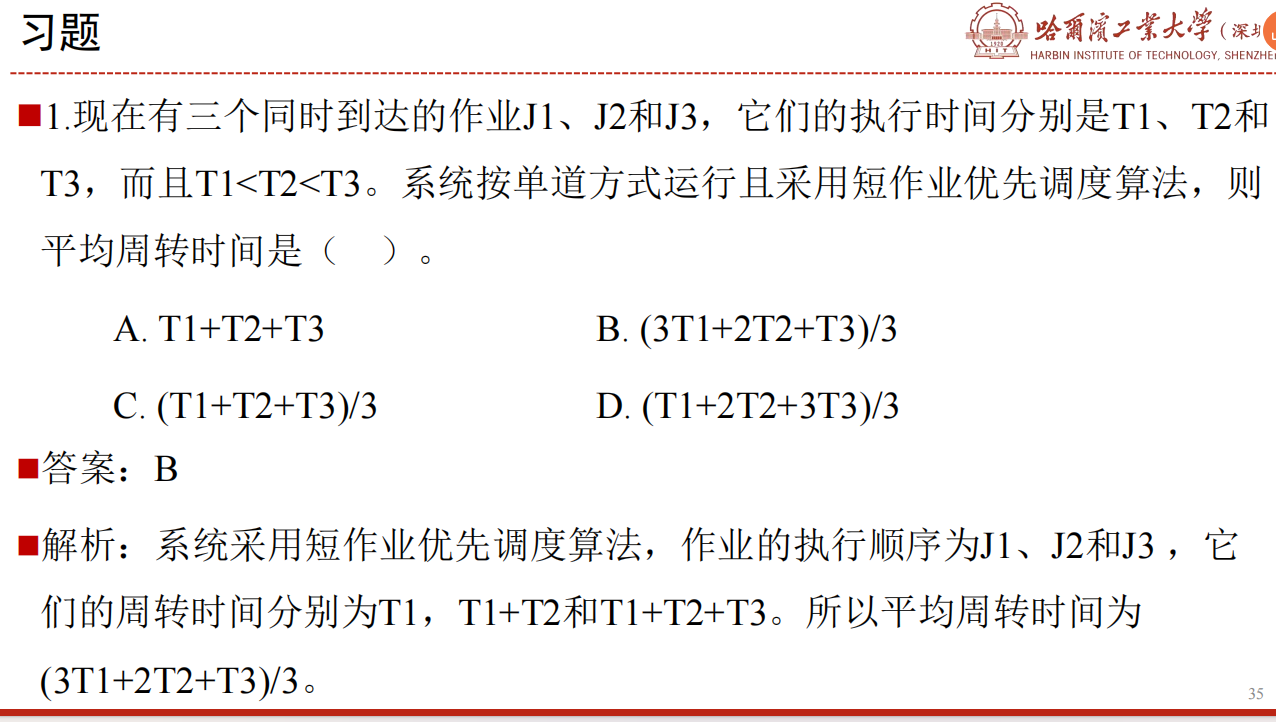 习题
哈尔滨工业大学（深圳
HARBIN INSTITUTE OF TECHNOLOGY, SHENZHE
1920
HIT
1.现在有三个同时到达的作业J1、J2和J3，它们的执行时间分别是T1、T2和
T3，而且T1<T2<T3。系统按单道方式运行且采用短作业优先调度算法，则
平均周转时间是（ ）。
A. T1+T2+T3
B. (3T1+2T2+T3)/3
C. (T1+T2+T3)/3
D. (T1+2T2+3T3)/3
答案：B
解析：系统采用短作业优先调度算法，作业的执行顺序为J1、J2和J3 ，它
们的周转时间分别为T1，T1+T2和T1+T2+T3。所以平均周转时间为
(3T1+2T2+T3)/3。
35